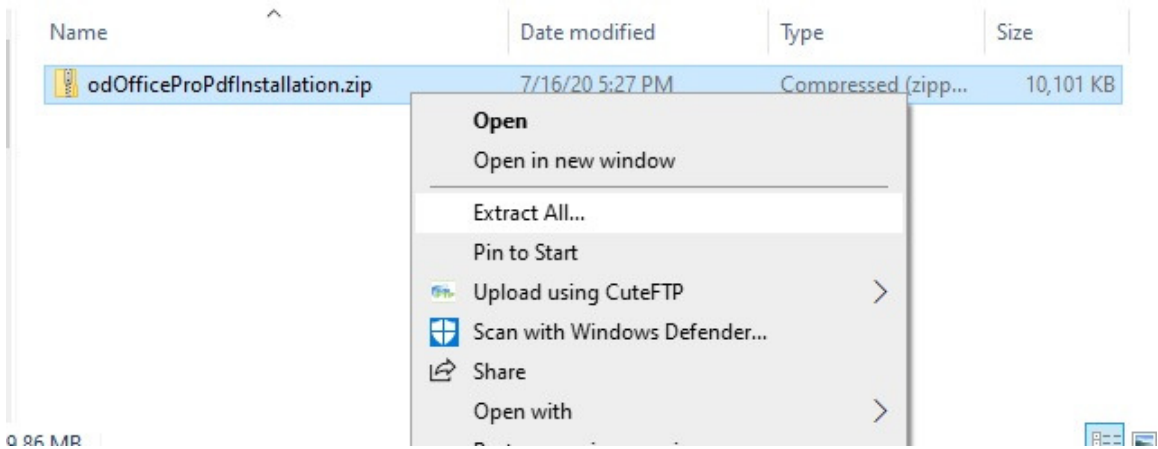 Name Date modified Type Size
odOfficeProPdfInstallation.zip 7/16/20 5:27 PM Compressed (zipp... 10,101 KB
Open
Open in new window
Extract All...
Pin to Start
Upload using CuteFTP
Scan with Windows Defender...
Share
Open with
9.86 MB